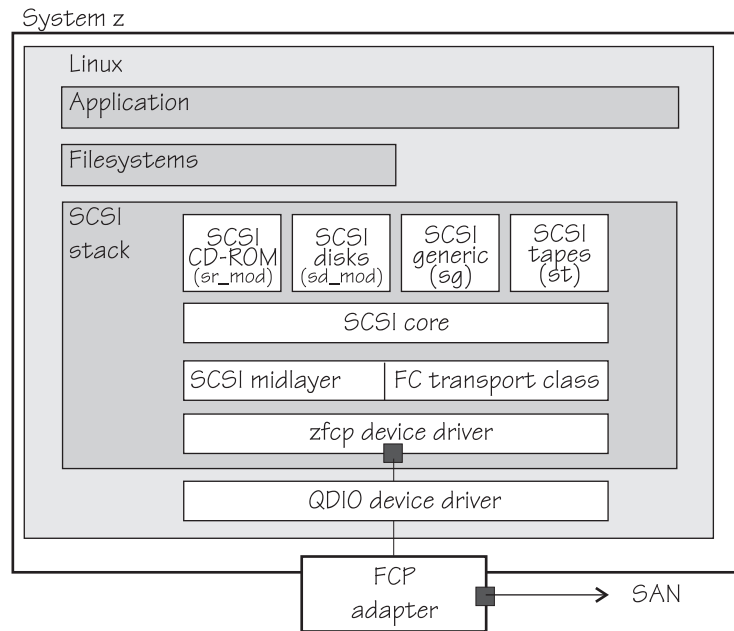 System z
Linux
Application
Filesystems
SCSI
stack
SCSI
CD-ROM
(sr_mod)
SCSI
disks
(sd_mod)
SCSI
generic
(sg)
SCSI
tapes
(st)
SCSI core
SCSI midlayer
FC transport class
zfcp device driver
QDIO device driver
FCP
adapter
SAN